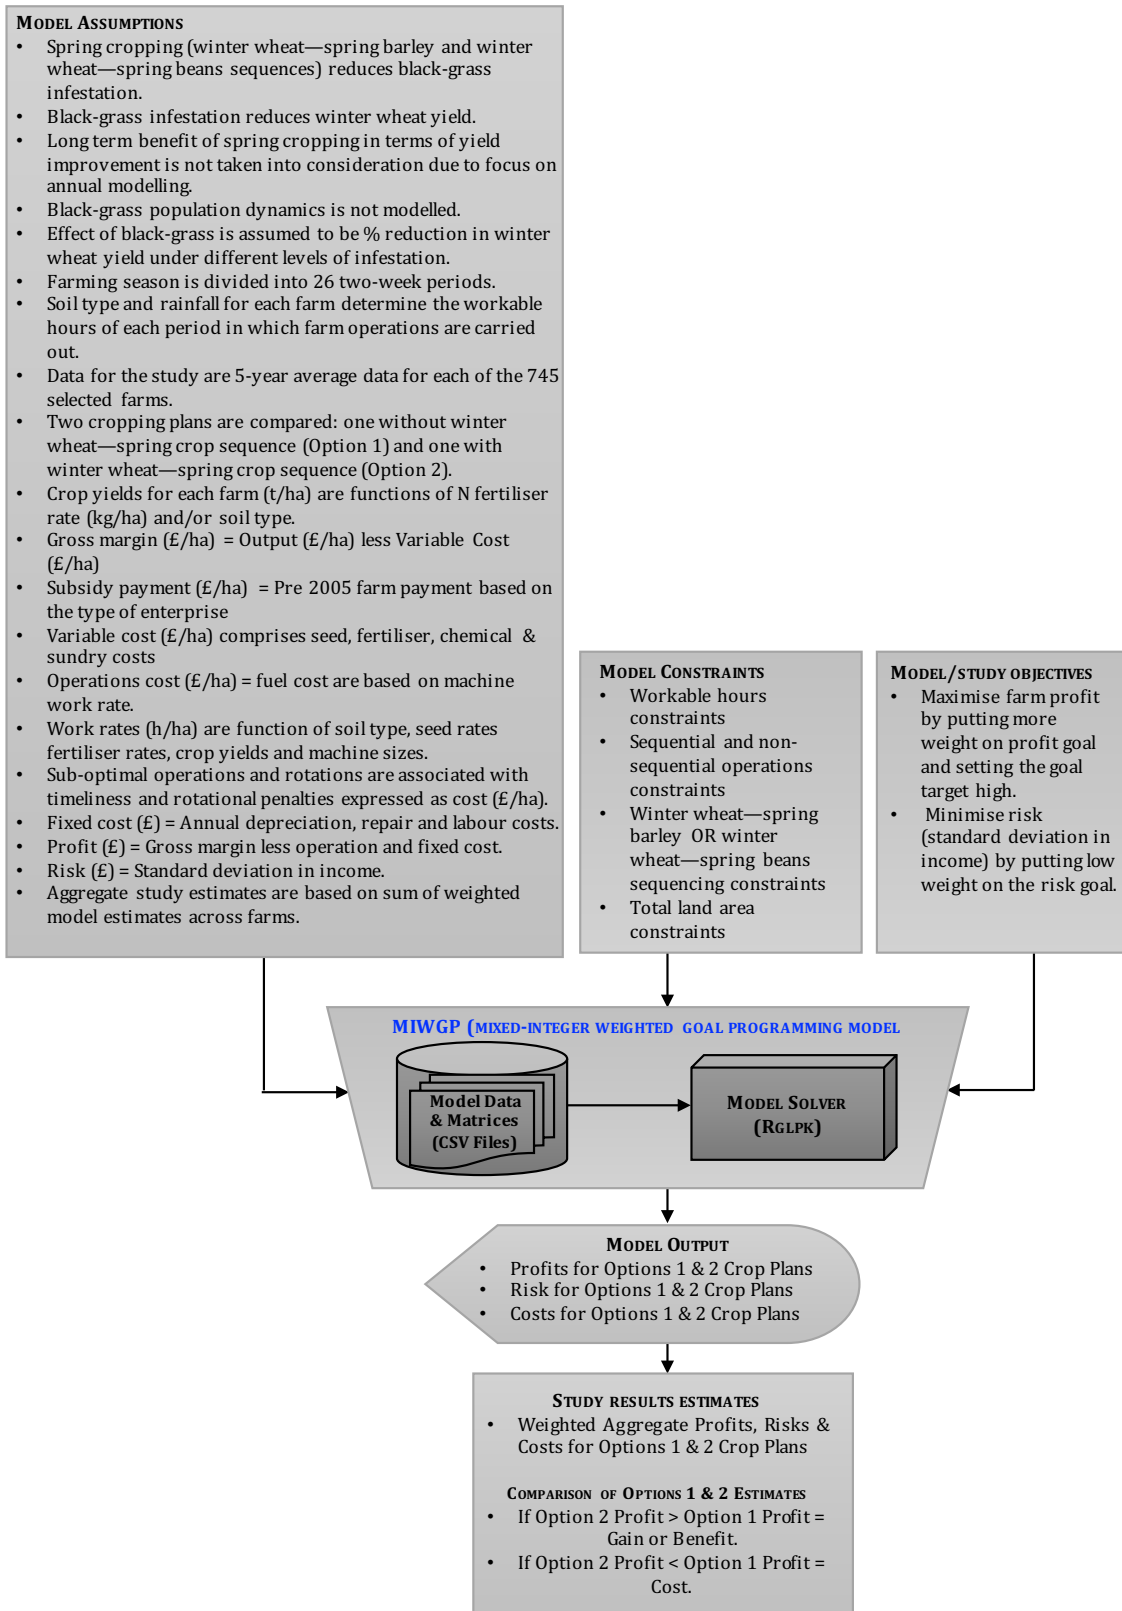 MODEL ASSUMPTIONS
• Spring cropping (winter wheat—spring barley and winter
wheat—spring beans sequences) reduces black-grass
infestation.
• Black-grass infestation reduces winter wheat yield.
• Long term benefit of spring cropping in terms of yield
improvement is not taken into consideration due to focus on
annual modelling.
• Black-grass population dynamics is not modelled.
• Effect of black-grass is assumed to be % reduction in winter
wheat yield under different levels of infestation.
• Farming season is divided into 26 two-week periods.
• Soil type and rainfall for each farm determine the workable
hours of each period in which farm operations are carried
out.
• Data for the study are 5-year average data for each of the 745
selected farms.
• Two cropping plans are compared: one without winter
wheat—spring crop sequence (Option 1) and one with
winter wheat—spring crop sequence (Option 2).
• Crop yields for each farm (t/ha) are functions of N fertiliser
rate (kg/ha) and/or soil type.
• Gross margin (£/ha) = Output (£/ha) less Variable Cost
(£/ha)
• Subsidy payment (£/ha) = Pre 2005 farm payment based on
the type of enterprise
• Variable cost (£/ha) comprises seed, fertiliser, chemical &
sundry costs
• Operations cost (£/ha) = fuel cost are based on machine
work rate.
• Work rates (h/ha) are function of soil type, seed rates
fertiliser rates, crop yields and machine sizes.
• Sub-optimal operations and rotations are associated with
timeliness and rotational penalties expressed as cost (£/ha).
• Fixed cost (£) = Annual depreciation, repair and labour costs.
• Profit (£) = Gross margin less operation and fixed cost.
• Risk (£) = Standard deviation in income.
• Aggregate study estimates are based on sum of weighted
model estimates across farms.
MODEL CONSTRAINTS
• Workable hours
constraints
• Sequential and non-
sequential operations
constraints
• Winter wheat—spring
barley OR winter
wheat—spring beans
sequencing constraints
• Total land area
constraints
MODEL/STUDY OBJECTIVES
• Maximise farm profit
by putting more
weight on profit goal
and setting the goal
target high.
• Minimise risk
(standard deviation in
income) by putting low
weight on the risk goal.
MIWGP (MIXED-INTEGER WEIGHTED GOAL PROGRAMMING MODEL
Model Data
& Matrices
(CSV Files)
MODEL SOLVER
(RGLPK)
MODEL OUTPUT
• Profits for Options 1 & 2 Crop Plans
• Risk for Options 1 & 2 Crop Plans
• Costs for Options 1 & 2 Crop Plans
STUDY RESULTS ESTIMATES
• Weighted Aggregate Profits, Risks &
Costs for Options 1 & 2 Crop Plans
COMPARISON OF OPTIONS 1 & 2 ESTIMATES
• If Option 2 Profit > Option 1 Profit =
Gain or Benefit.
• If Option 2 Profit < Option 1 Profit =
Cost.